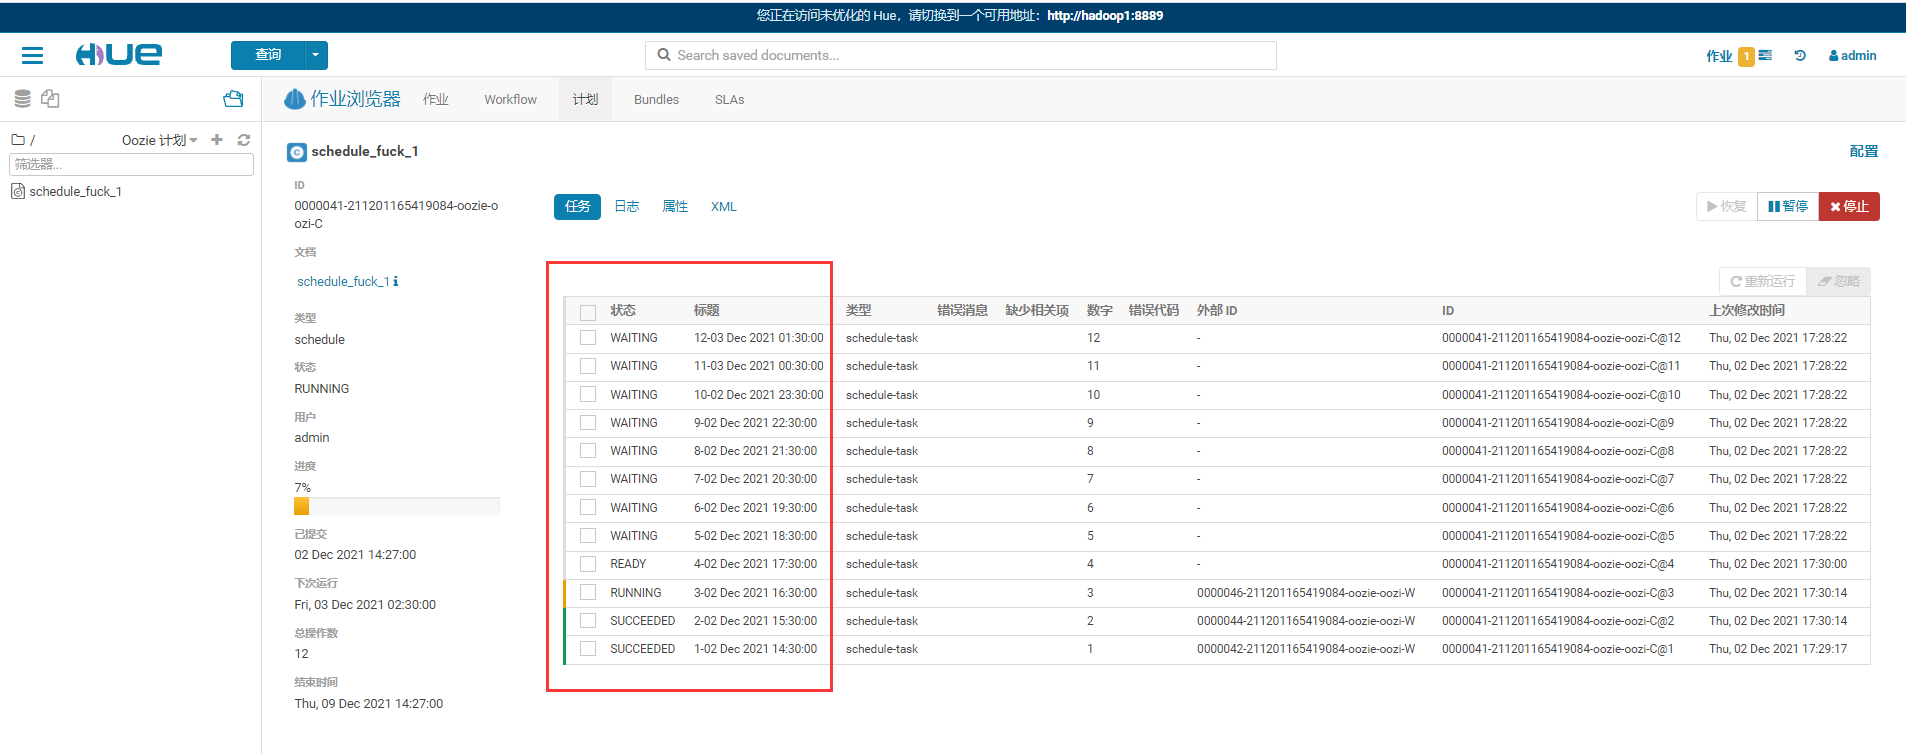 您正在访问未优化的 Hue，请切换到一个可用地址：http://hadoop1:8889
HUE 查询 Search saved documents... 作业 1 admin
作业浏览器 作业 Workflow 计划 Bundles SLAs
/ Oozie 计划
筛选器...
schedule_fuck_1
schedule_fuck_1 配置
ID
0000041-211201165419084-oozie-o
ozi-C
文档
schedule_fuck_1
类型
schedule
状态
RUNNING
用户
admin
进度
7%
已提交
02 Dec 2021 14:27:00
下次运行
Fri, 03 Dec 2021 02:30:00
总操作数
12
结束时间
Thu, 09 Dec 2021 14:27:00
任务 日志 属性 XML
恢复 暂停 停止
重新运行 忽略
状态 标题 类型 错误消息 缺少相关项 数字 错误代码 外部 ID ID 上次修改时间
WAITING 12-03 Dec 2021 01:30:00 schedule-task 12 - 0000041-211201165419084-oozie-oozi-C@12 Thu, 02 Dec 2021 17:28:22
WAITING 11-03 Dec 2021 00:30:00 schedule-task 11 - 0000041-211201165419084-oozie-oozi-C@11 Thu, 02 Dec 2021 17:28:22
WAITING 10-02 Dec 2021 23:30:00 schedule-task 10 - 0000041-211201165419084-oozie-oozi-C@10 Thu, 02 Dec 2021 17:28:22
WAITING 9-02 Dec 2021 22:30:00 schedule-task 9 - 0000041-211201165419084-oozie-oozi-C@9 Thu, 02 Dec 2021 17:28:22
WAITING 8-02 Dec 2021 21:30:00 schedule-task 8 - 0000041-211201165419084-oozie-oozi-C@8 Thu, 02 Dec 2021 17:28:22
WAITING 7-02 Dec 2021 20:30:00 schedule-task 7 - 0000041-211201165419084-oozie-oozi-C@7 Thu, 02 Dec 2021 17:28:22
WAITING 6-02 Dec 2021 19:30:00 schedule-task 6 - 0000041-211201165419084-oozie-oozi-C@6 Thu, 02 Dec 2021 17:28:22
WAITING 5-02 Dec 2021 18:30:00 schedule-task 5 - 0000041-211201165419084-oozie-oozi-C@5 Thu, 02 Dec 2021 17:28:22
READY 4-02 Dec 2021 17:30:00 schedule-task 4 - 0000041-211201165419084-oozie-oozi-C@4 Thu, 02 Dec 2021 17:30:00
RUNNING 3-02 Dec 2021 16:30:00 schedule-task 3 0000046-211201165419084-oozie-oozi-W 0000041-211201165419084-oozie-oozi-C@3 Thu, 02 Dec 2021 17:30:14
SUCCEEDED 2-02 Dec 2021 15:30:00 schedule-task 2 0000044-211201165419084-oozie-oozi-W 0000041-211201165419084-oozie-oozi-C@2 Thu, 02 Dec 2021 17:30:14
SUCCEEDED 1-02 Dec 2021 14:30:00 schedule-task 1 0000042-211201165419084-oozie-oozi-W 0000041-211201165419084-oozie-oozi-C@1 Thu, 02 Dec 2021 17:29:17